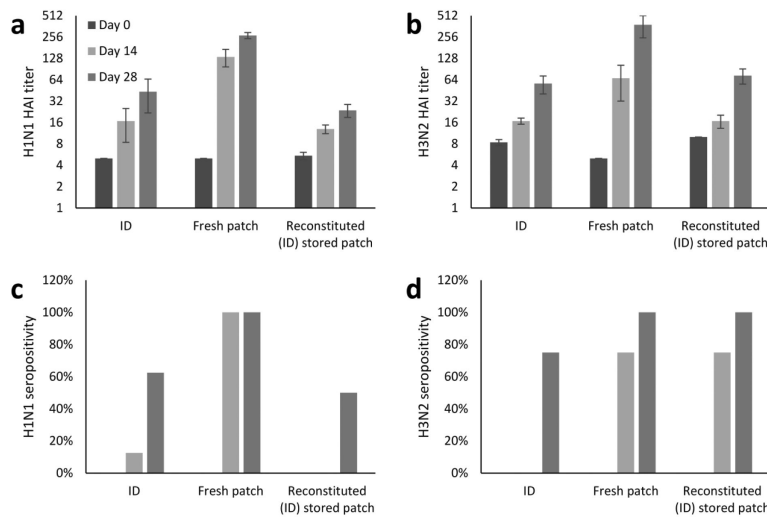 a
H1N1 HAI titer
512
256
128
64
32
16
8
4
2
1
Day 0
Day 14
Day 28
ID
Fresh patch
Reconstituted
(ID) stored patch
b
H3N2 HAI titer
512
256
128
64
32
16
8
4
2
1
ID
Fresh patch
Reconstituted
(ID) stored patch
c
H1N1 seropositivity
120%
100%
80%
60%
40%
20%
0%
ID
Fresh patch
Reconstituted
(ID) stored patch
d
H3N2 seropositivity
120%
100%
80%
60%
40%
20%
0%
ID
Fresh patch
Reconstituted
(ID) stored patch